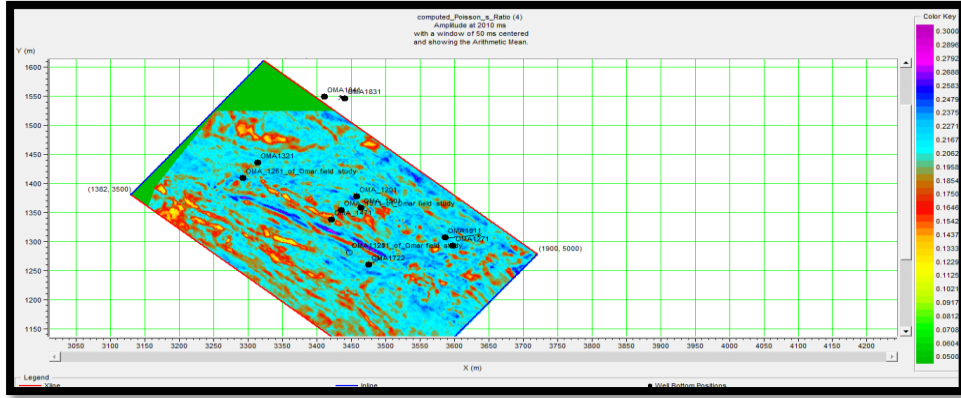 computed_Poisson_s_Ratio (4)
Amplitude at 2010 ms
with a window of 50 ms centered
and showing the Arithmetic Mean.
Color Key
Y (m)
1600
1550
1500
1450
1400
1350
1300
1250
1200
1150
OMA1831
OMA1321
OMA_1261_of_Omar field study
OMA_1201
(1382, 3500)
(1900, 5000)
OMA1722
3050 3100 3150 3200 3250 3300 3350 3400 3450 3500 3550 3600 3650 3700 3750 3800 3850 3900 3950 4000 4050 4100 4150 4200
X (m)
0.3000
0.2896
0.2792
0.2688
0.2583
0.2479
0.2375
0.2271
0.2167
0.2062
0.1958
0.1854
0.1750
0.1646
0.1542
0.1437
0.1333
0.1229
0.1125
0.1021
0.0917
0.0812
0.0708
0.0604
0.0500
Legend
Xline
Inline
Well Bottom Positions